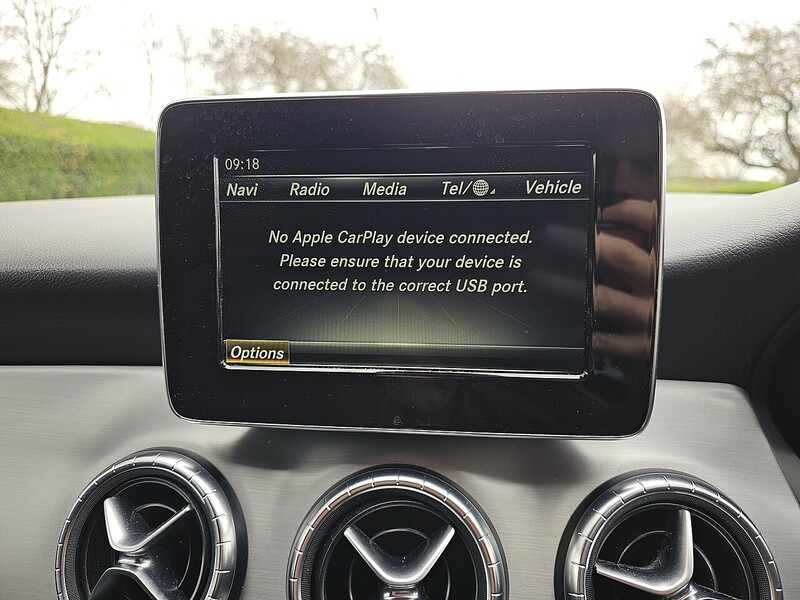 09:18
Navi Radio Media Tel/ Vehicle
No Apple CarPlay device connected.
Please ensure that your device is
connected to the correct USB port.
Options